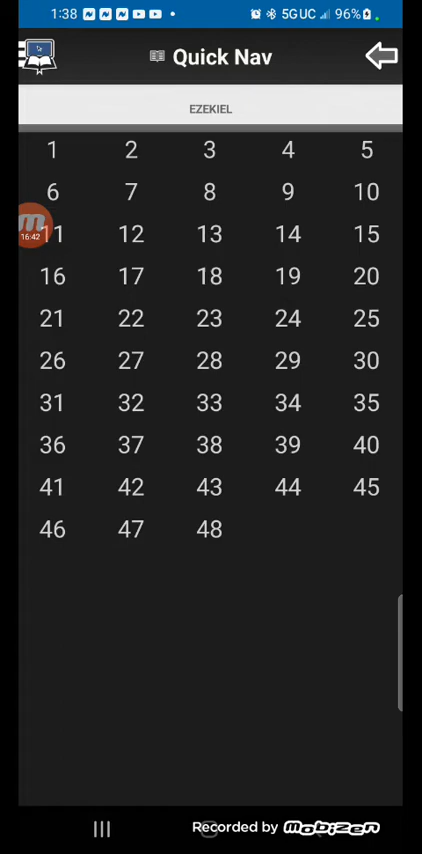 1:38 5GUC 96%
Quick Nav
EZEKIEL
1 2 3 4 5
6 7 8 9 10
11 12 13 14 15
16:42
16 17 18 19 20
21 22 23 24 25
26 27 28 29 30
31 32 33 34 35
36 37 38 39 40
41 42 43 44 45
46 47 48
Recorded by Mobizen